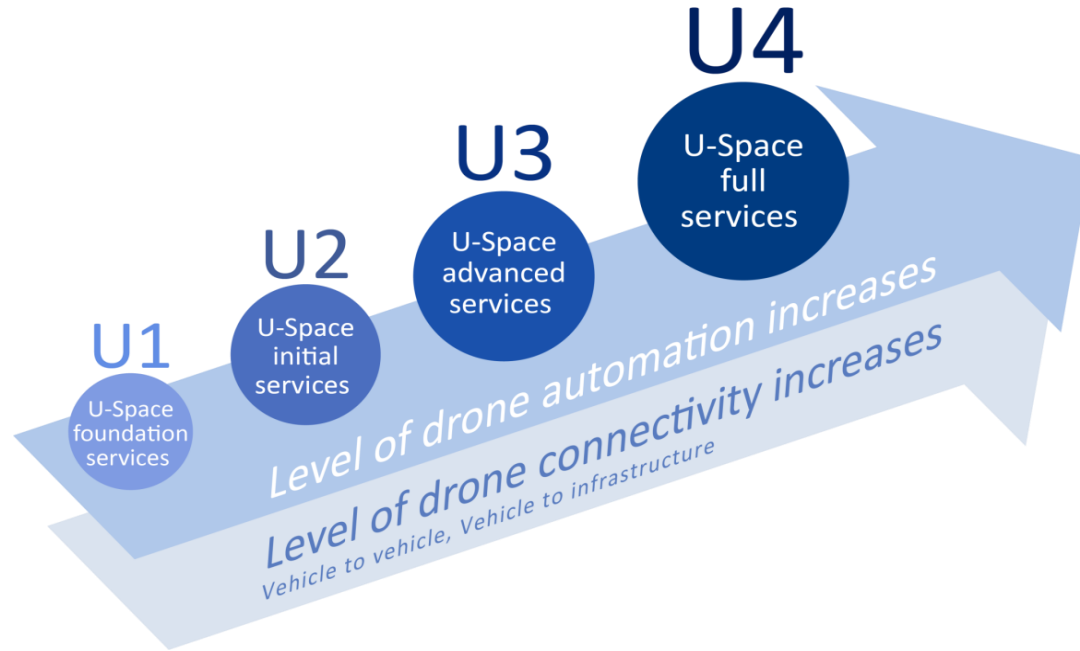 U1
U-Space
foundation
services
U2
U-Space
initial
services
U3
U-Space
advanced
services
U4
U-Space
full
services
Level of drone automation increases
Level of drone connectivity increases
Vehicle to vehicle, Vehicle to infrastructure